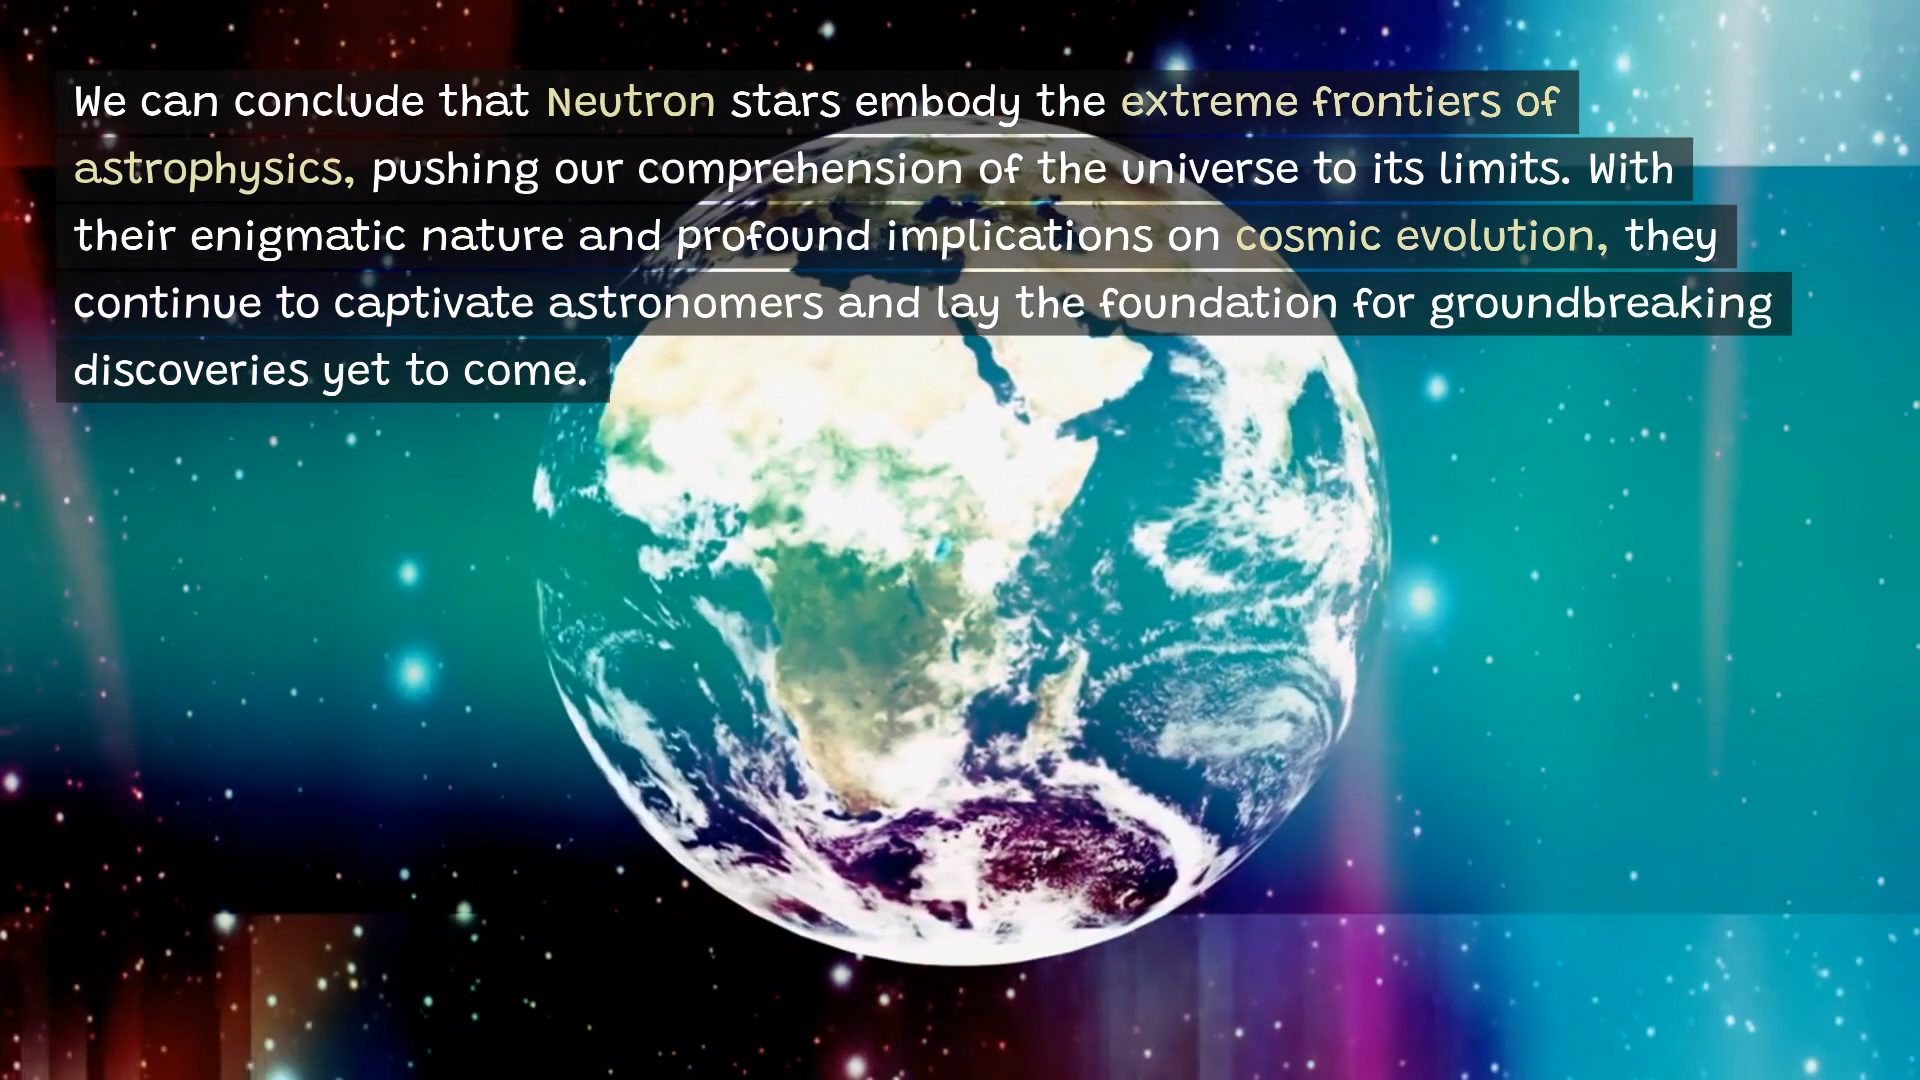 We can conclude that Neutron stars embody the extreme frontiers of
astrophysics, pushing our comprehension of the universe to its limits. With
their enigmatic nature and profound implications on cosmic evolution, they
continue to captivate astronomers and lay the foundation for groundbreaking
discoveries yet to come.